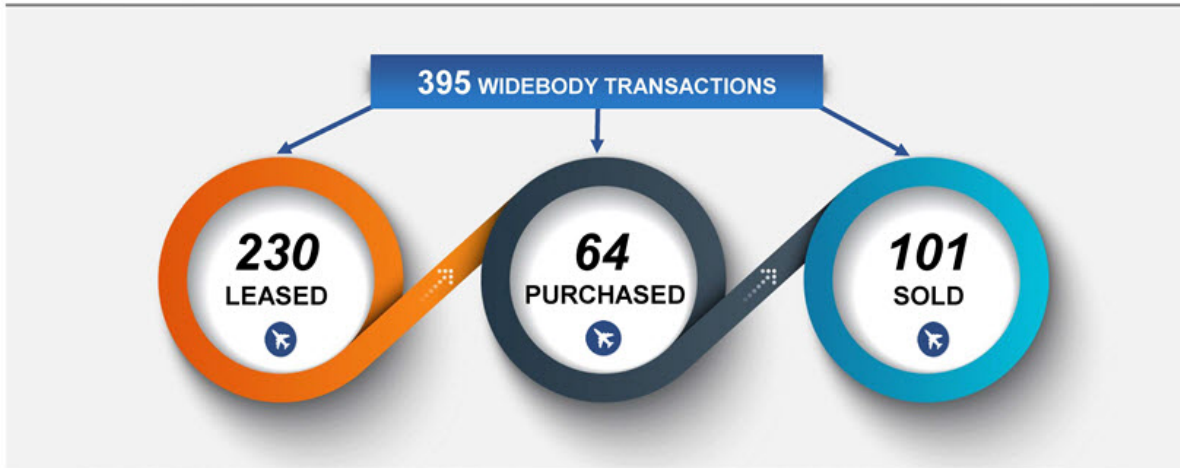 395 WIDEBODY TRANSACTIONS
230
LEASED
64
PURCHASED
101
SOLD